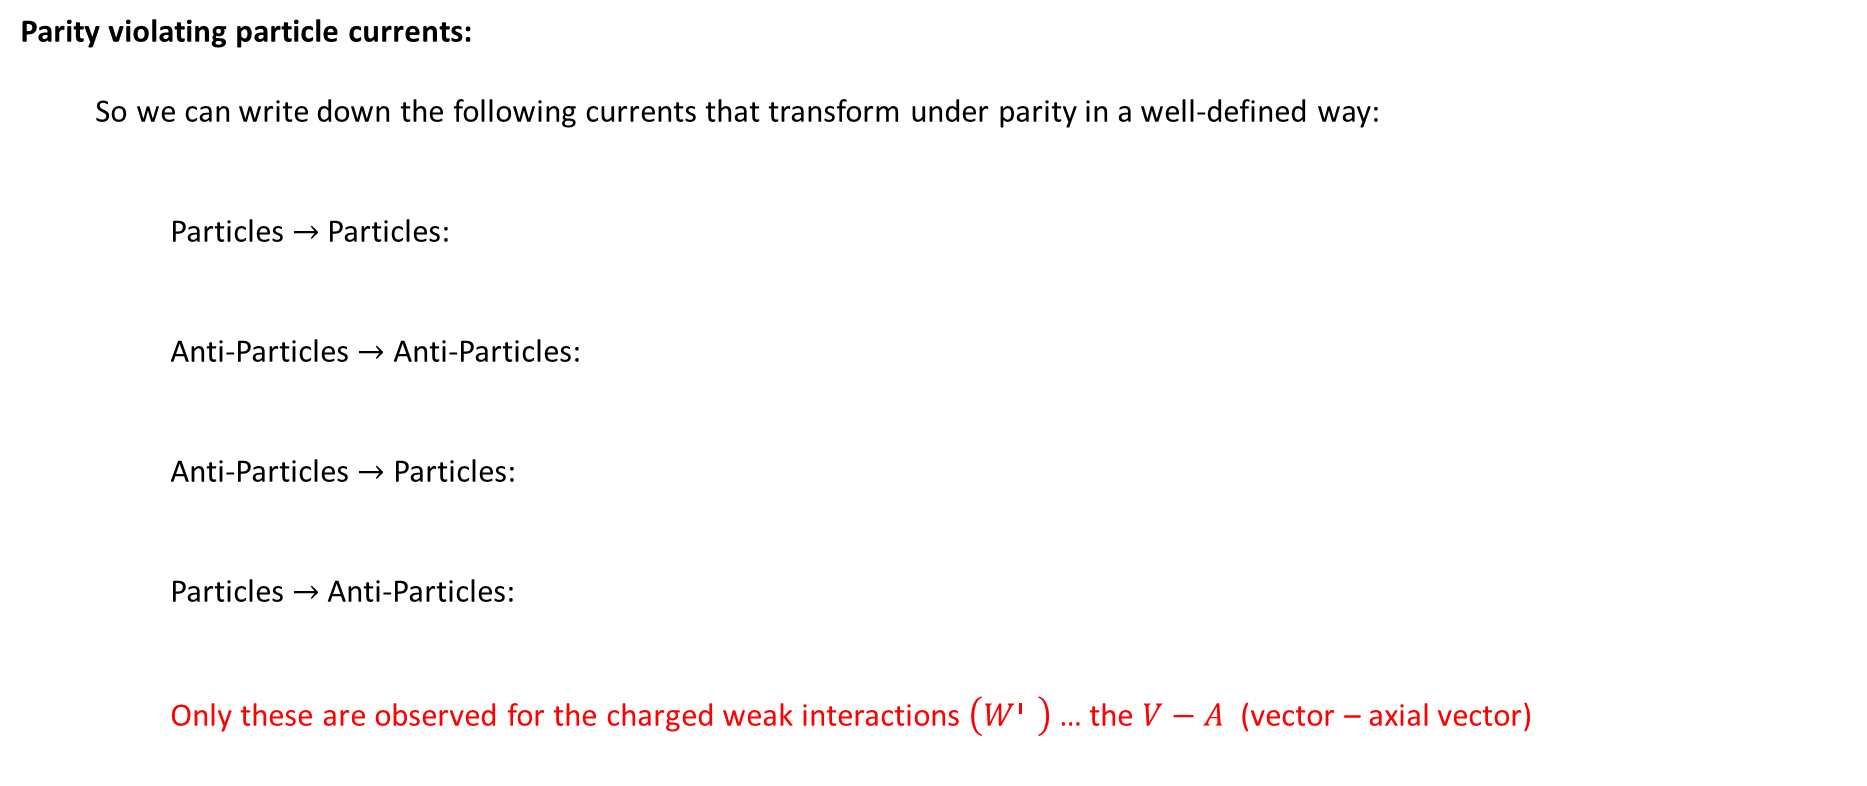 Parity violating particle currents:
So we can write down the following currents that transform under parity in a well-defined way:
Particles → Particles:
Anti-Particles → Anti-Particles:
Anti-Particles → Particles:
Particles → Anti-Particles:
Only these are observed for the charged weak interactions (W' ) … the V − A (vector – axial vector)